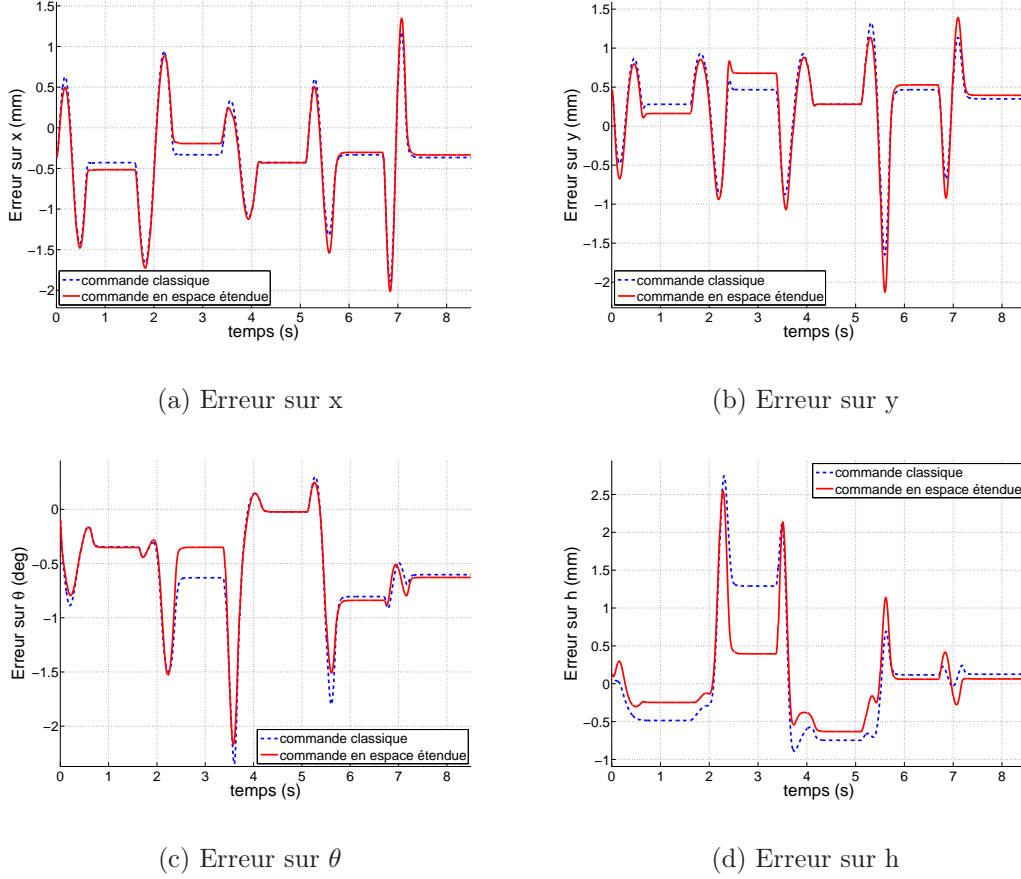 1.5
1
0.5
0
−0.5
−1
−1.5
−2
Erreur sur x (mm)
commande classique
commande en espace étendue
0 1 2 3 4 5 6 7 8
temps (s)
(a) Erreur sur x
1.5
1
0.5
0
−0.5
−1
−1.5
−2
Erreur sur y (mm)
commande classique
commande en espace étendue
0 1 2 3 4 5 6 7 8
temps (s)
(b) Erreur sur y
0
−0.5
−1
−1.5
−2
Erreur sur θ (deg)
commande classique
commande en espace étendue
0 1 2 3 4 5 6 7 8
temps (s)
(c) Erreur sur θ
2.5
2
1.5
1
0.5
0
−0.5
−1
Erreur sur h (mm)
commande classique
commande en espace étendue
0 1 2 3 4 5 6 7 8
temps (s)
(d) Erreur sur h